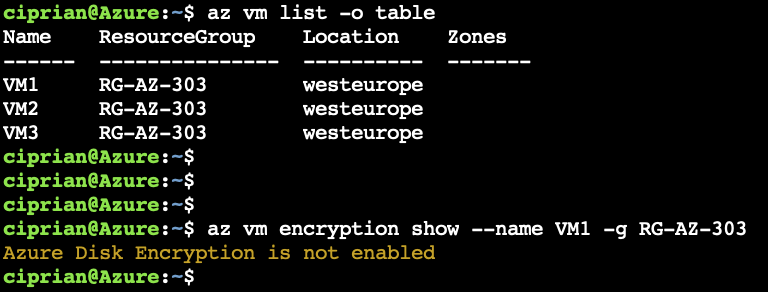 ciprian@Azure:~$ az vm list -o table
Name    ResourceGroup    Location    Zones
------  ---------------  ----------  -------
VM1     RG-AZ-303        westeurope
VM2     RG-AZ-303        westeurope
VM3     RG-AZ-303        westeurope
ciprian@Azure:~$
ciprian@Azure:~$
ciprian@Azure:~$
ciprian@Azure:~$ az vm encryption show --name VM1 -g RG-AZ-303
Azure Disk Encryption is not enabled
ciprian@Azure:~$